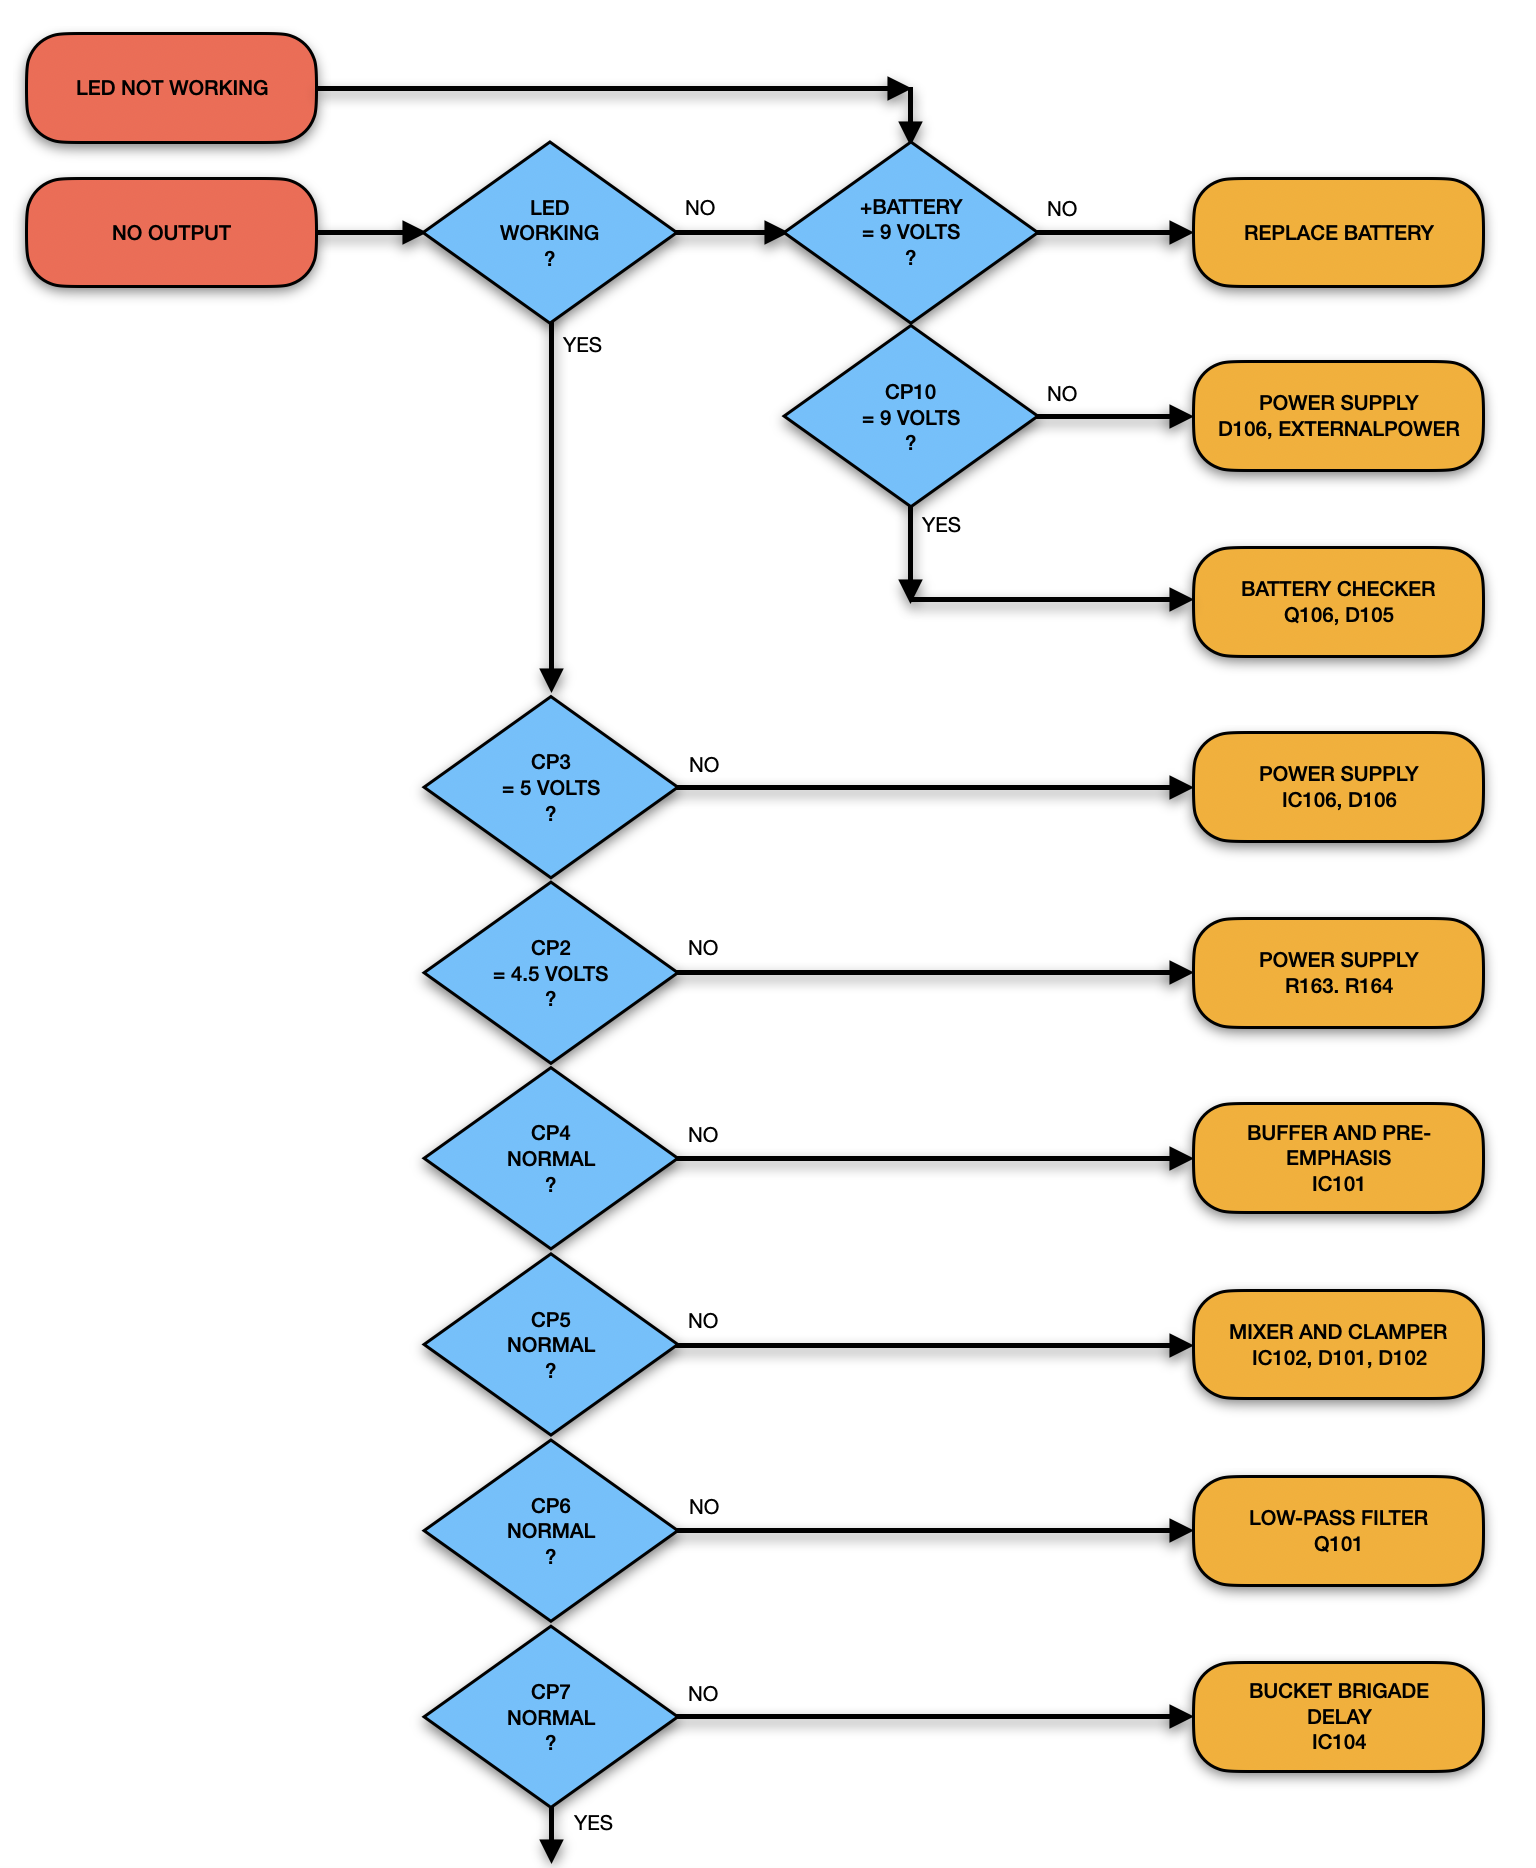 LED NOT WORKING
NO OUTPUT
LED
WORKING
?
NO
+BATTERY
= 9 VOLTS
?
NO
REPLACE BATTERY
YES
CP10
= 9 VOLTS
?
NO
POWER SUPPLY
D106, EXTERNALPOWER
YES
BATTERY CHECKER
Q106, D105
CP3
= 5 VOLTS
?
NO
POWER SUPPLY
IC106, D106
CP2
= 4.5 VOLTS
?
NO
POWER SUPPLY
R163. R164
CP4
NORMAL
?
NO
BUFFER AND PRE-
EMPHASIS
IC101
CP5
NORMAL
?
NO
MIXER AND CLAMPER
IC102, D101, D102
CP6
NORMAL
?
NO
LOW-PASS FILTER
Q101
CP7
NORMAL
?
NO
BUCKET BRIGADE
DELAY
IC104
YES